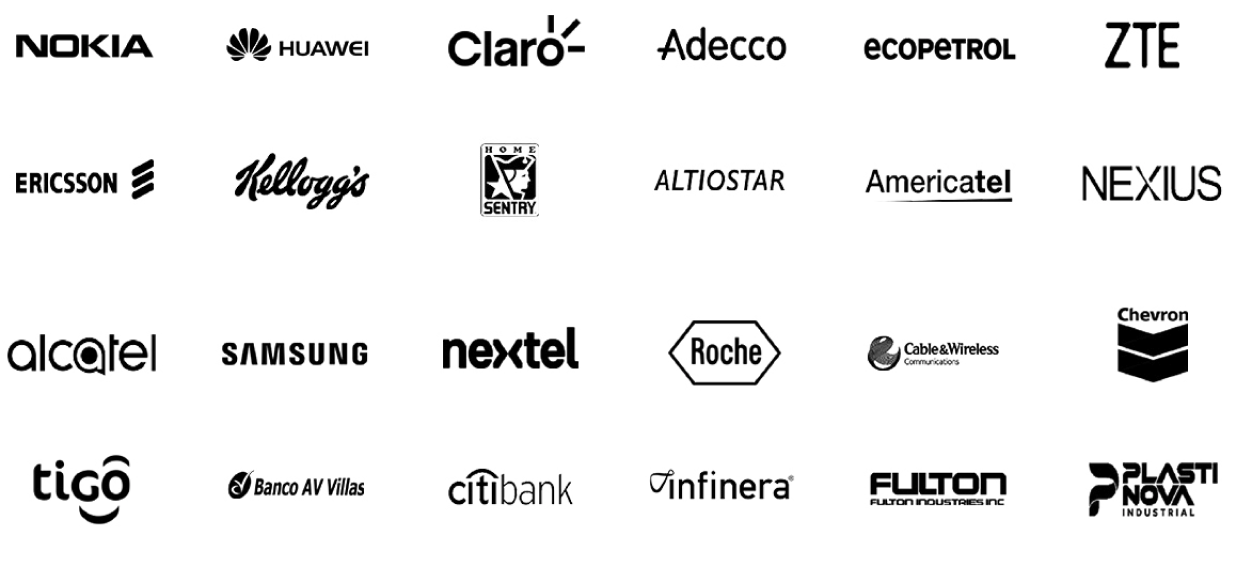 NOKIA
HUAWEI
Claro
Adecco
ecopetrol
ZTE
ERICSSON
Kellogg's
HOME
SENTRY
ALTIOSTAR
Americatel
NEXIUS
alcatel
SAMSUNG
nextel
Roche
Cable&Wireless
Communications
Chevron
tigo
Banco AV Villas
citibank
infinera®
FULTON
FULTON INDUSTRIES INC
PLASTI
NOVA
INDUSTRIAL